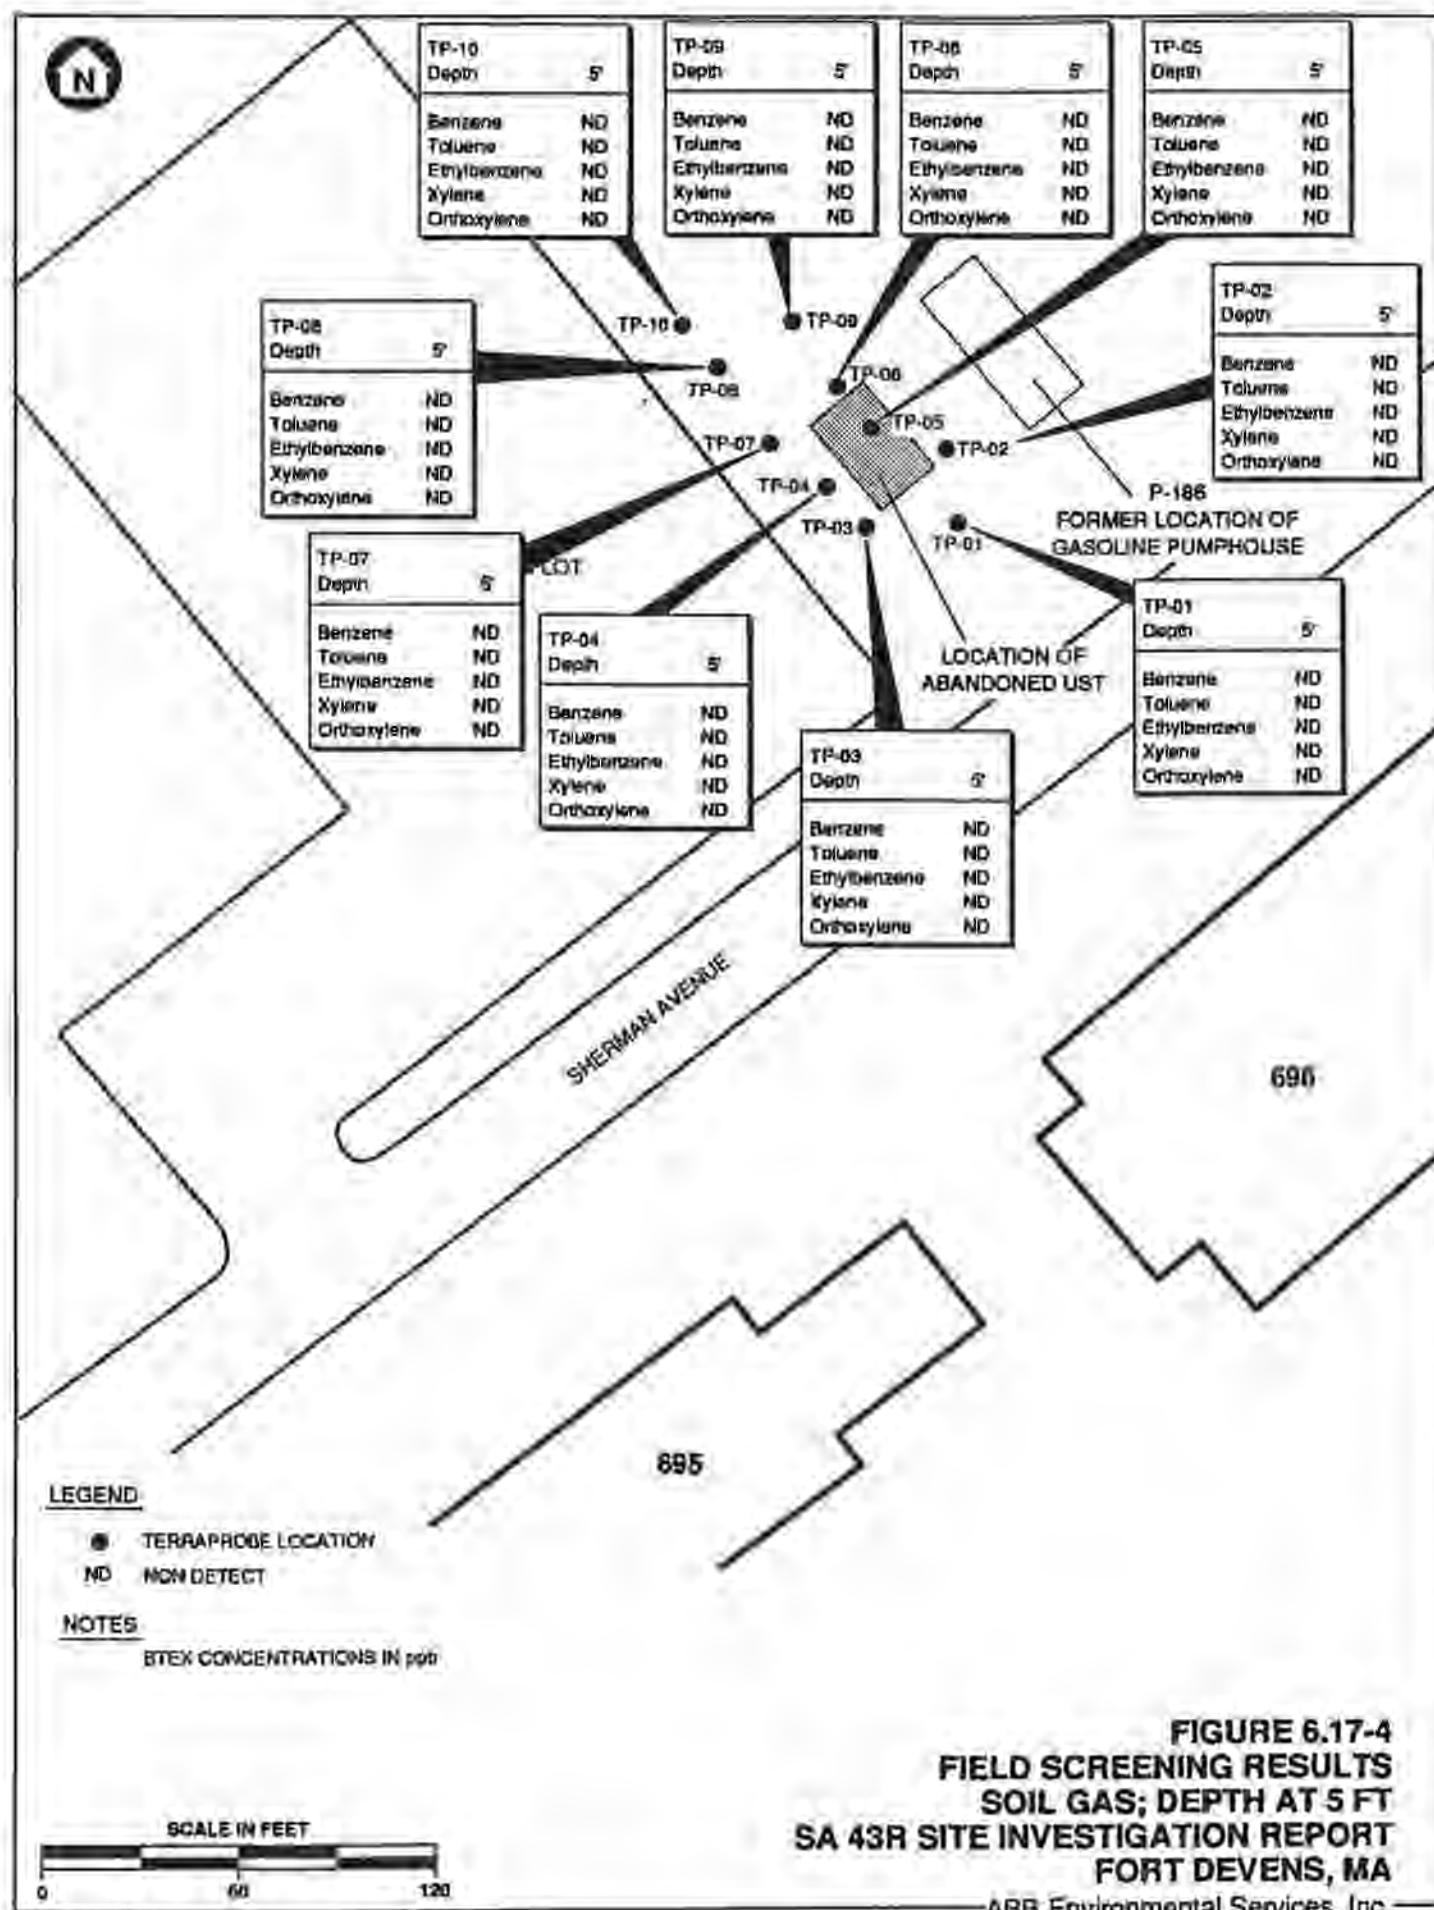 N
TP-10
Depth 5'
Benzene ND
Toluene ND
Ethylbenzene ND
Xylene ND
Orthoxylene ND
TP-09
Depth 5'
Benzene ND
Toluene ND
Ethylbenzene ND
Xylene ND
Orthoxylene ND
TP-06
Depth 5'
Benzene ND
Toluene ND
Ethylbenzene ND
Xylene ND
Orthoxylene ND
TP-05
Depth 5'
Benzene ND
Toluene ND
Ethylbenzene ND
Xylene ND
Orthoxylene ND
TP-08
Depth 5'
Benzene ND
Toluene ND
Ethylbenzene ND
Xylene ND
Orthoxylene ND
TP-02
Depth 5'
Benzene ND
Toluene ND
Ethylbenzene ND
Xylene ND
Orthoxylene ND
TP-10
TP-09
TP-08
TP-06
TP-05
TP-07
TP-02
TP-04
TP-03
TP-01
P-186
FORMER LOCATION OF
GASOLINE PUMPHOUSE
LOT
TP-07
Depth 5'
Benzene ND
Toluene ND
Ethylbenzene ND
Xylene ND
Orthoxylene ND
TP-04
Depth 5'
Benzene ND
Toluene ND
Ethylbenzene ND
Xylene ND
Orthoxylene ND
LOCATION OF
ABANDONED UST
TP-01
Depth 5'
Benzene ND
Toluene ND
Ethylbenzene ND
Xylene ND
Orthoxylene ND
TP-03
Depth 5'
Benzene ND
Toluene ND
Ethylbenzene ND
Xylene ND
Orthoxylene ND
SHERMAN AVENUE
696
695
LEGEND
TERRAPROBE LOCATION
ND NON DETECT
NOTES
BTEX CONCENTRATIONS IN ppb
SCALE IN FEET
0 60 120
FIGURE 6.17-4
FIELD SCREENING RESULTS
SOIL GAS; DEPTH AT 5 FT
SA 43R SITE INVESTIGATION REPORT
FORT DEVENS, MA
ABB Environmental Services, Inc.